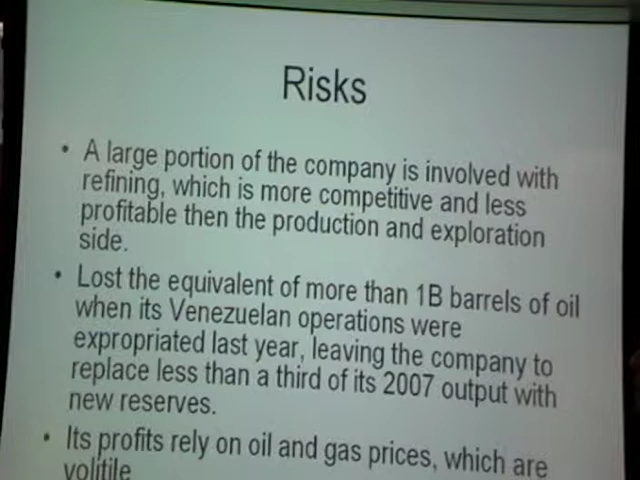 Risks
• A large portion of the company is involved with
refining, which is more competitive and less
profitable then the production and exploration
side.
• Lost the equivalent of more than 1B barrels of oil
when its Venezuelan operations were
expropriated last year, leaving the company to
replace less than a third of its 2007 output with
new reserves.
• Its profits rely on oil and gas prices, which are
volitile